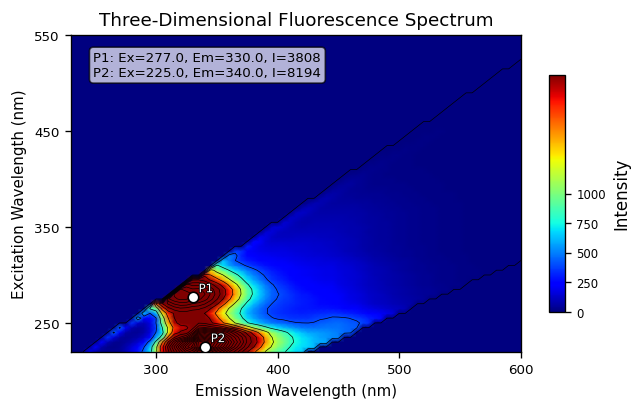 Three-Dimensional Fluorescence Spectrum
P1: Ex=277.0, Em=330.0, I=3808
P2: Ex=225.0, Em=340.0, I=8194
550
450
350
250
Excitation Wavelength (nm)
P1
P2
300
400
500
600
Emission Wavelength (nm)
1000
750
500
250
0
Intensity